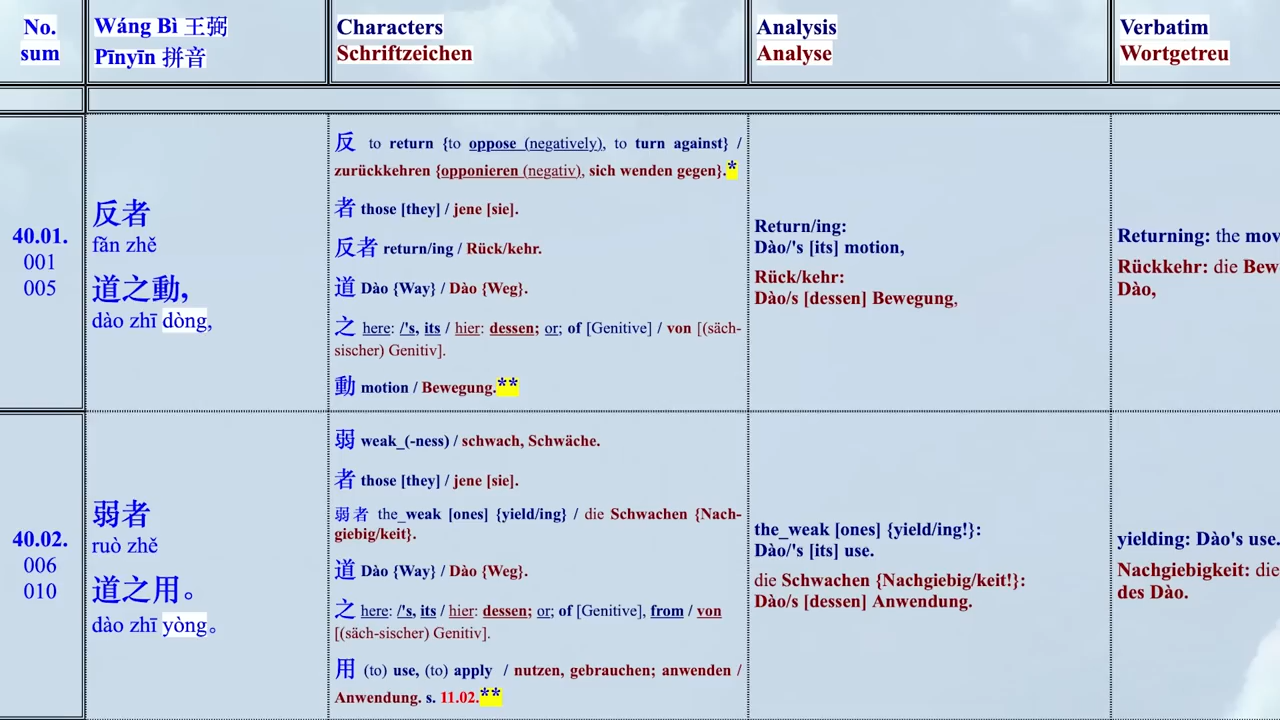 No.
sum
Wáng Bì 王弼
Pīnyīn 拼音
Characters
Schriftzeichen
Analysis
Analyse
Verbatim
Wortgetreu
40.01.
001
005
反者
fǎn zhě
道之動,
dào zhī dòng,
反 to return {to oppose (negatively), to turn against} /
zurückkehren {opponieren (negativ), sich wenden gegen}.*
者 those [they] / jene [sie].
反者 return/ing / Rück/kehr.
道 Dào {Way} / Dào {Weg}.
之 here: /'s, its / hier: dessen; or; of [Genitive] / von [(säch-
sischer) Genitiv].
動 motion / Bewegung.**
Return/ing:
Dào/'s [its] motion,
Rück/kehr:
Dào/s [dessen] Bewegung,
Returning: the mov
Rückkehr: die Bew
Dào,
40.02.
006
010
弱者
ruò zhě
道之用。
dào zhī yòng。
弱 weak_(-ness) / schwach, Schwäche.
者 those [they] / jene [sie].
弱者 the_weak [ones] {yield/ing} / die Schwachen {Nach-
giebig/keit}.
道 Dào {Way} / Dào {Weg}.
之 here: /'s, its / hier: dessen; or; of [Genitive], from / von
[(säch-sischer) Genitiv].
用 (to) use, (to) apply / nutzen, gebrauchen; anwenden /
Anwendung. s. 11.02.**
the_weak [ones] {yield/ing!}:
Dào/'s [its] use.
die Schwachen {Nachgiebig/keit!}:
Dào/s [dessen] Anwendung.
yielding: Dào's use.
Nachgiebigkeit: die
des Dào.